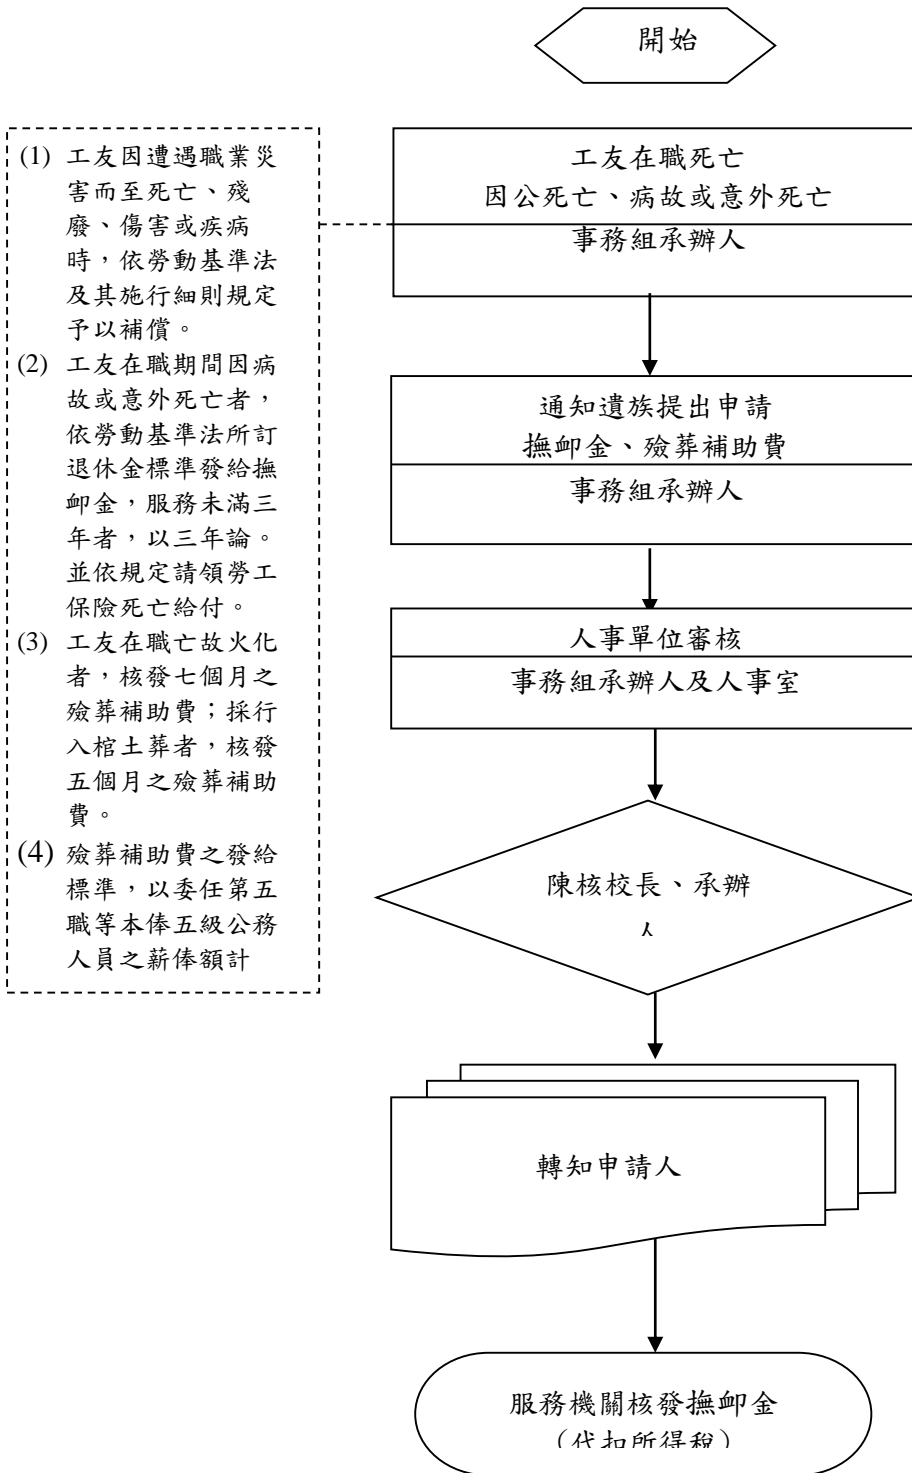 開始
(1) 工友因遭遇職業災
害而至死亡、殘
廢、傷害或疾病
時，依勞動基準法
及其施行細則規定
予以補償。
(2) 工友在職期間因病
故或意外死亡者，
依勞動基準法所訂
退休金標準發給撫
卹金，服務未滿三
年者，以三年論。
並依規定請領勞工
保險死亡給付。
(3) 工友在職亡故火化
者，核發七個月之
殮葬補助費；採行
入棺土葬者，核發
五個月之殮葬補助
費。
(4) 殮葬補助費之發給
標準，以委任第五
職等本俸五級公務
人員之薪俸額計
工友在職死亡
因公死亡、病故或意外死亡
事務組承辦人
通知遺族提出申請
撫卹金、殮葬補助費
事務組承辦人
人事單位審核
事務組承辦人及人事室
陳核校長、承辦
人
轉知申請人
服務機關核發撫卹金
(代扣所得稅)